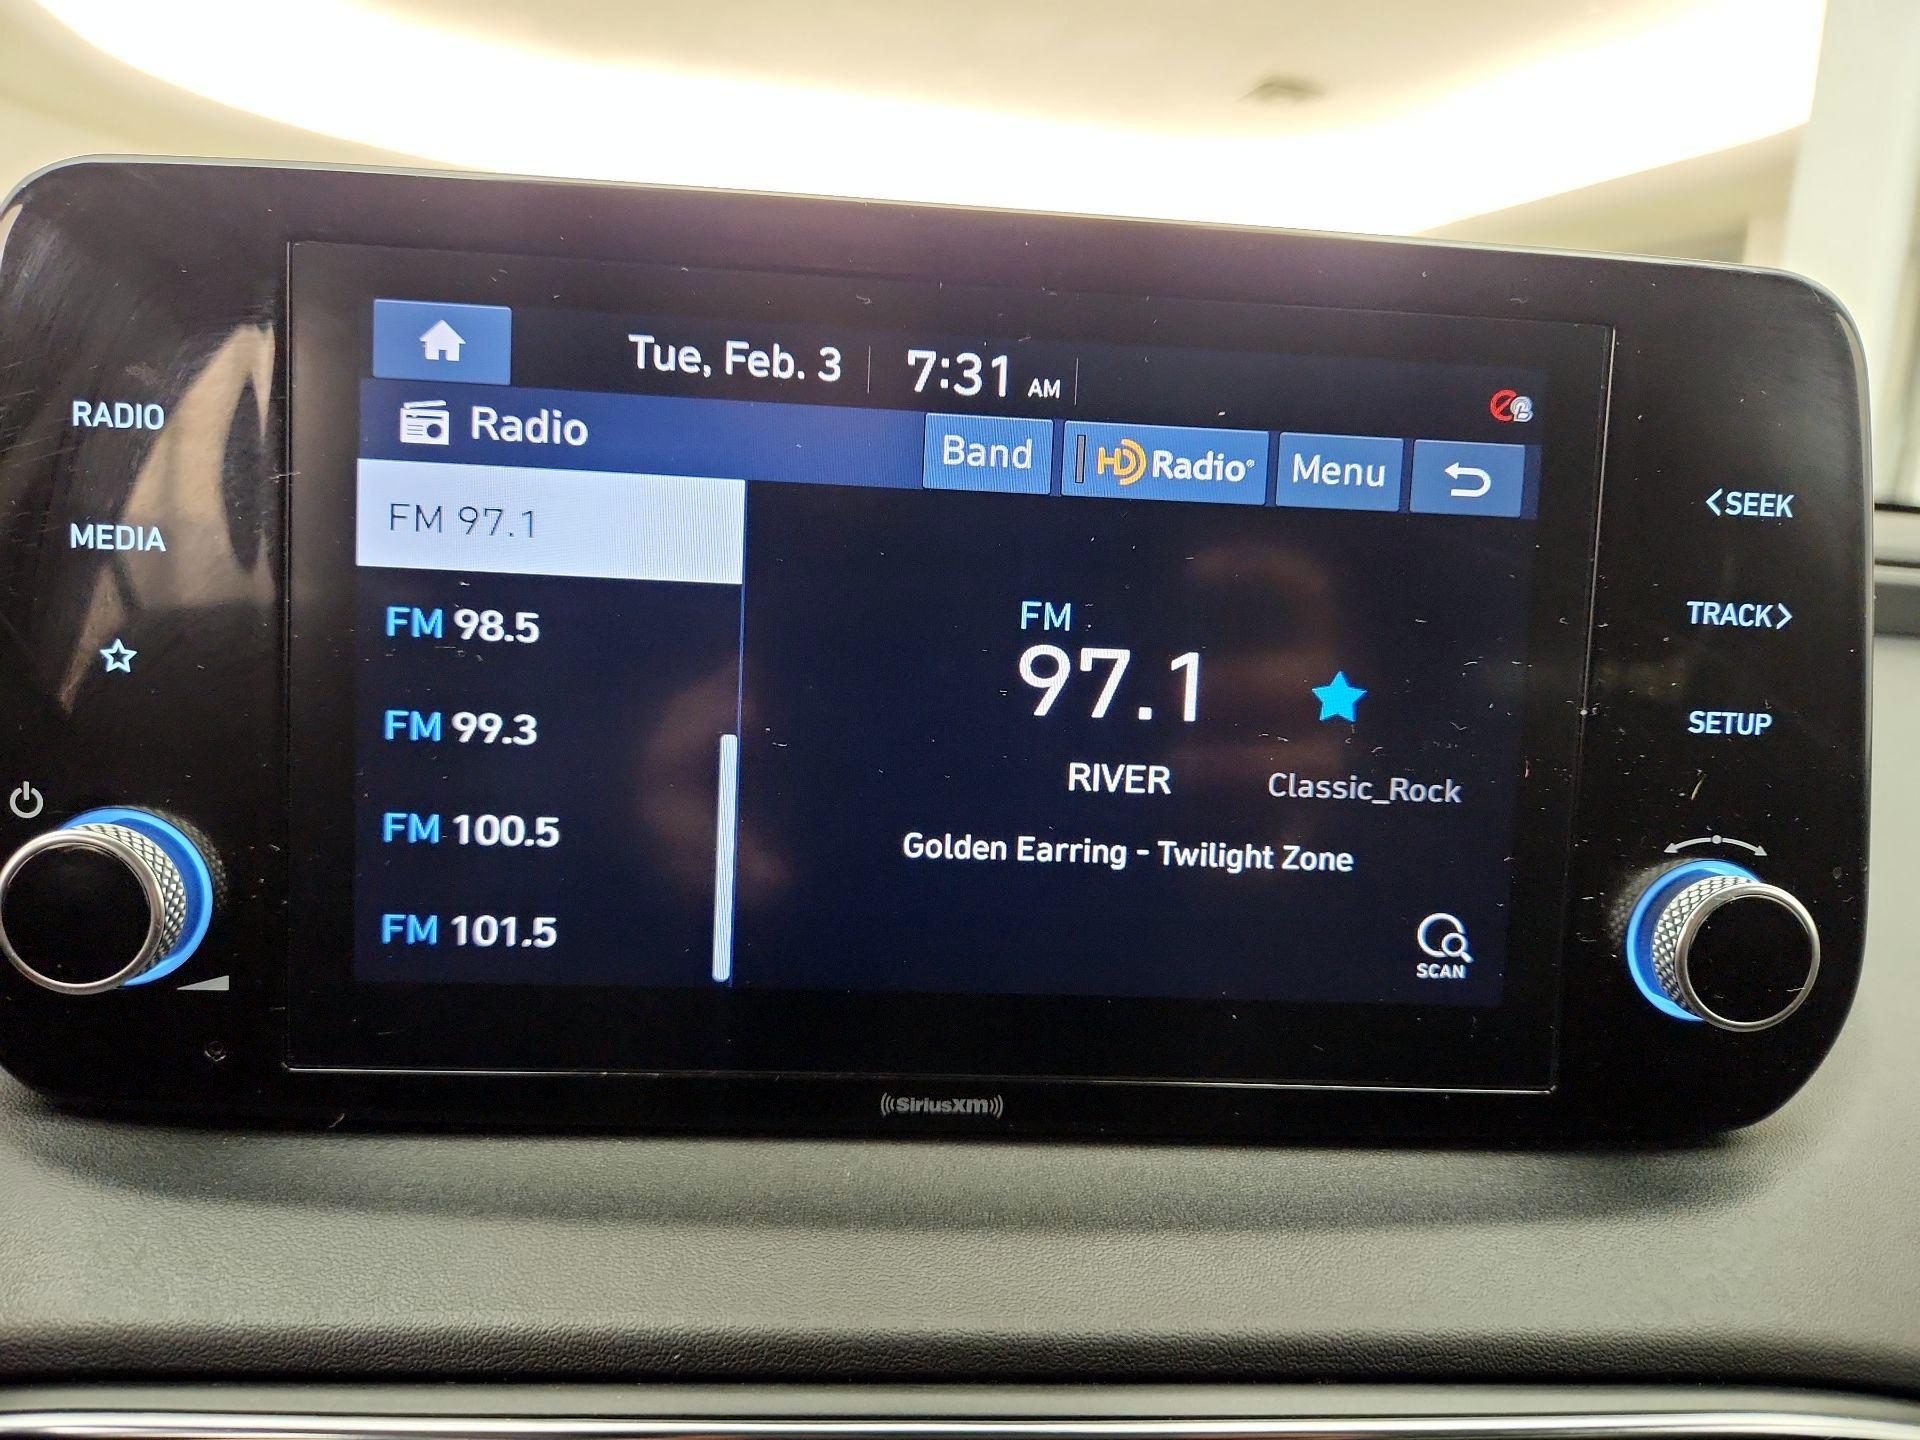 Tue, Feb. 3 7:31 AM
Radio
Band
HD Radio®
Menu
RADIO
MEDIA
FM 97.1
FM 98.5
FM 99.3
FM 100.5
FM 101.5
FM
97.1
RIVER
Classic_Rock
Golden Earring - Twilight Zone
SCAN
<SEEK
TRACK>
SETUP
((SiriusXM))